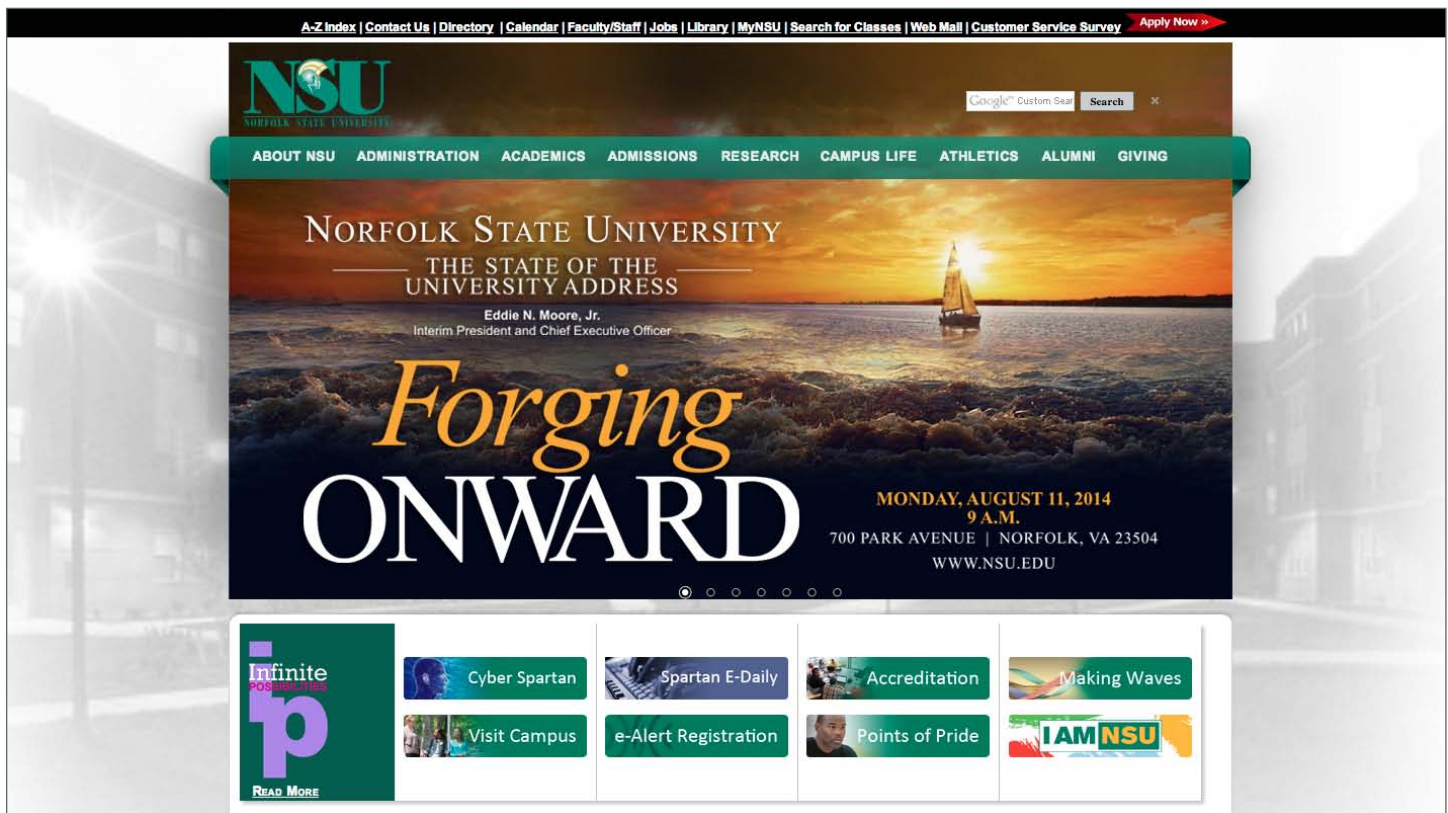 A-Z Index | Contact Us | Directory | Calendar | Faculty/Staff | Jobs | Library | MyNSU | Search for Classes | Web Mail | Customer Service Survey Apply Now »
NSU
NORFOLK STATE UNIVERSITY
Google™ Custom Sear Search ×
ABOUT NSU ADMINISTRATION ACADEMICS ADMISSIONS RESEARCH CAMPUS LIFE ATHLETICS ALUMNI GIVING
NORFOLK STATE UNIVERSITY
THE STATE OF THE
UNIVERSITY ADDRESS
Eddie N. Moore, Jr.
Interim President and Chief Executive Officer
Forging
ONWARD
MONDAY, AUGUST 11, 2014
9 A.M.
700 PARK AVENUE | NORFOLK, VA 23504
WWW.NSU.EDU
Infinite
POSSIBILITIES
ip
READ MORE
Cyber Spartan
Spartan E-Daily
Accreditation
Making Waves
Visit Campus
e-Alert Registration
Points of Pride
I AM NSU